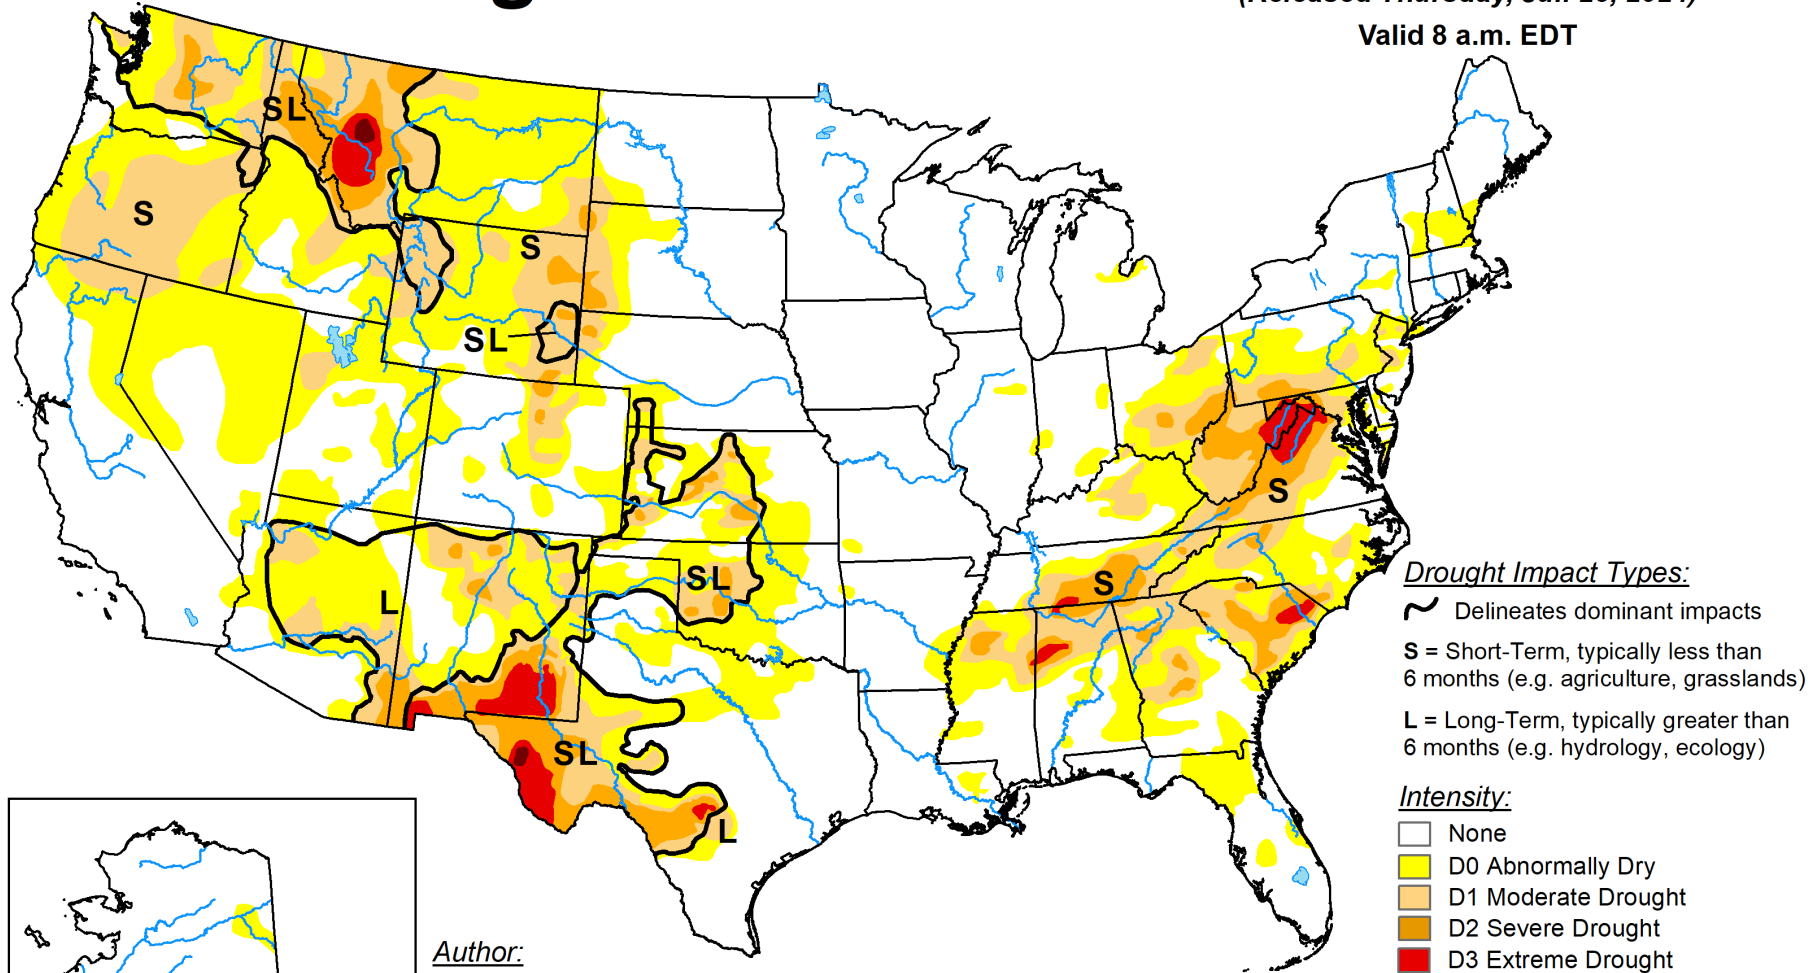 Valid 8 a.m. EDT
SL
S
S
SL
S
SL
S
L
SL
L
Drought Impact Types:
Delineates dominant impacts
S = Short-Term, typically less than
6 months (e.g. agriculture, grasslands)
L = Long-Term, typically greater than
6 months (e.g. hydrology, ecology)
Intensity:
None
D0 Abnormally Dry
D1 Moderate Drought
D2 Severe Drought
D3 Extreme Drought
Author: